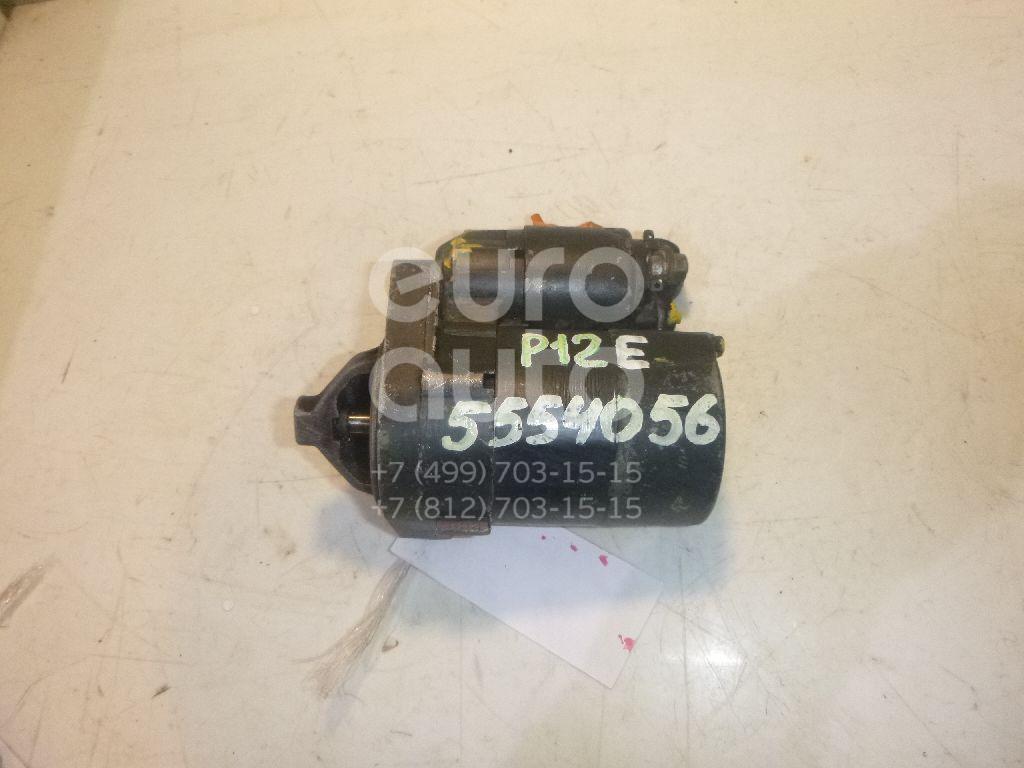 euro
auto
P12E
5554056
+7 (499) 703-15-15
+7 (812) 703-15-15